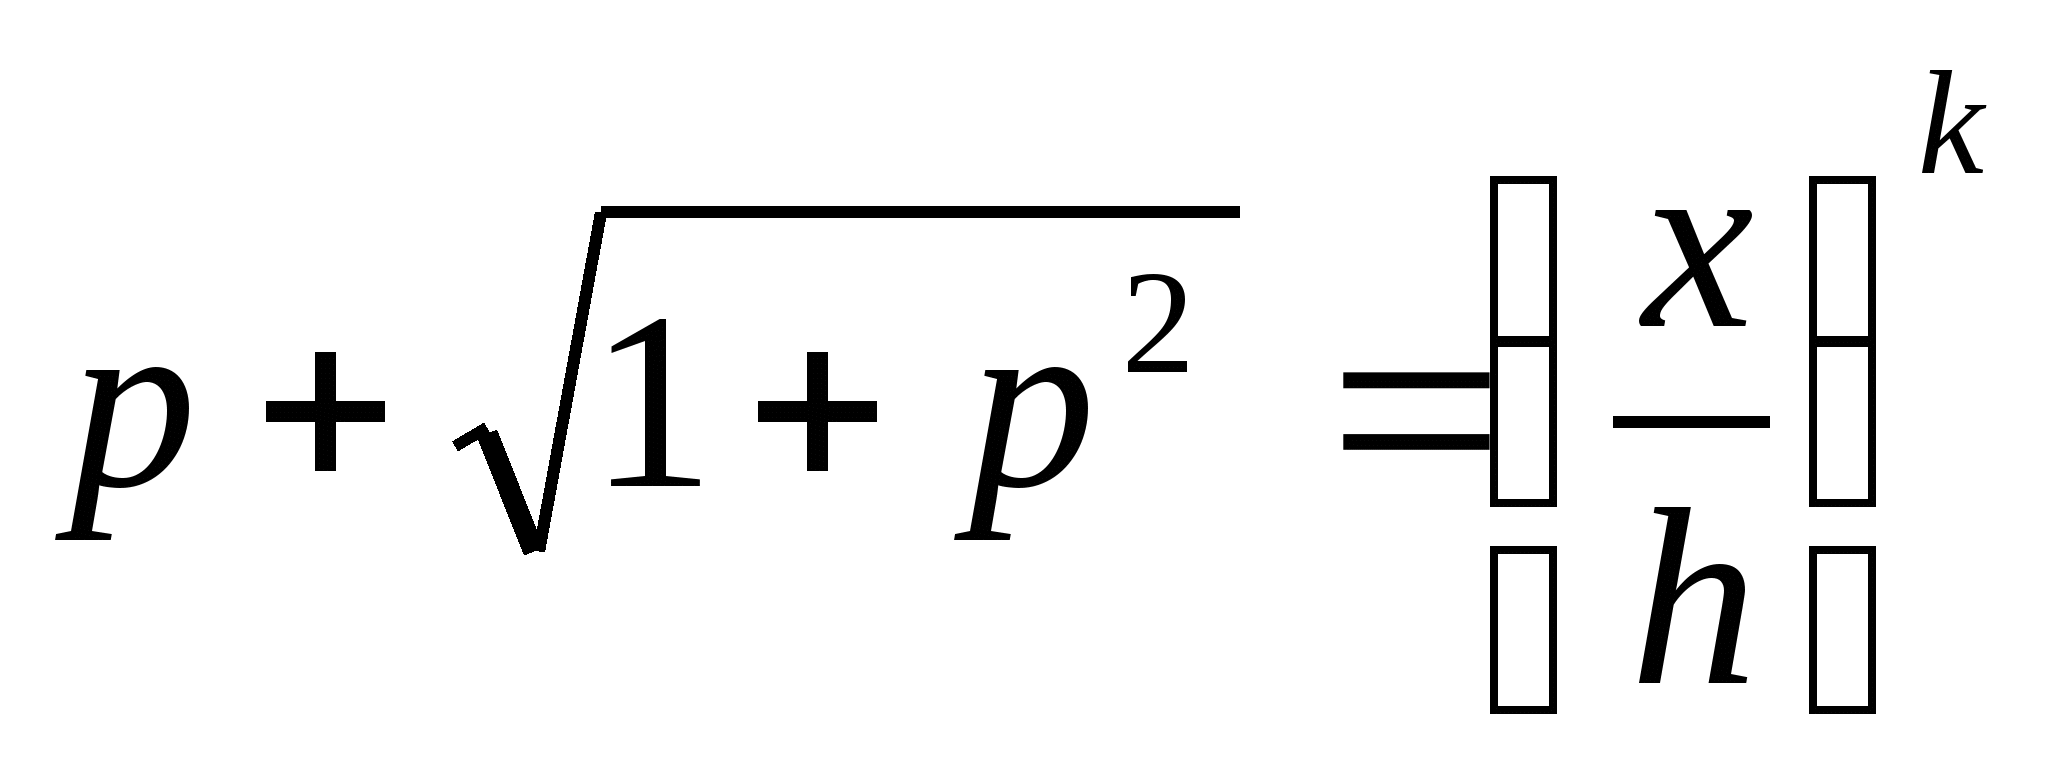 p + √(1 + p²) = (x/h)^k